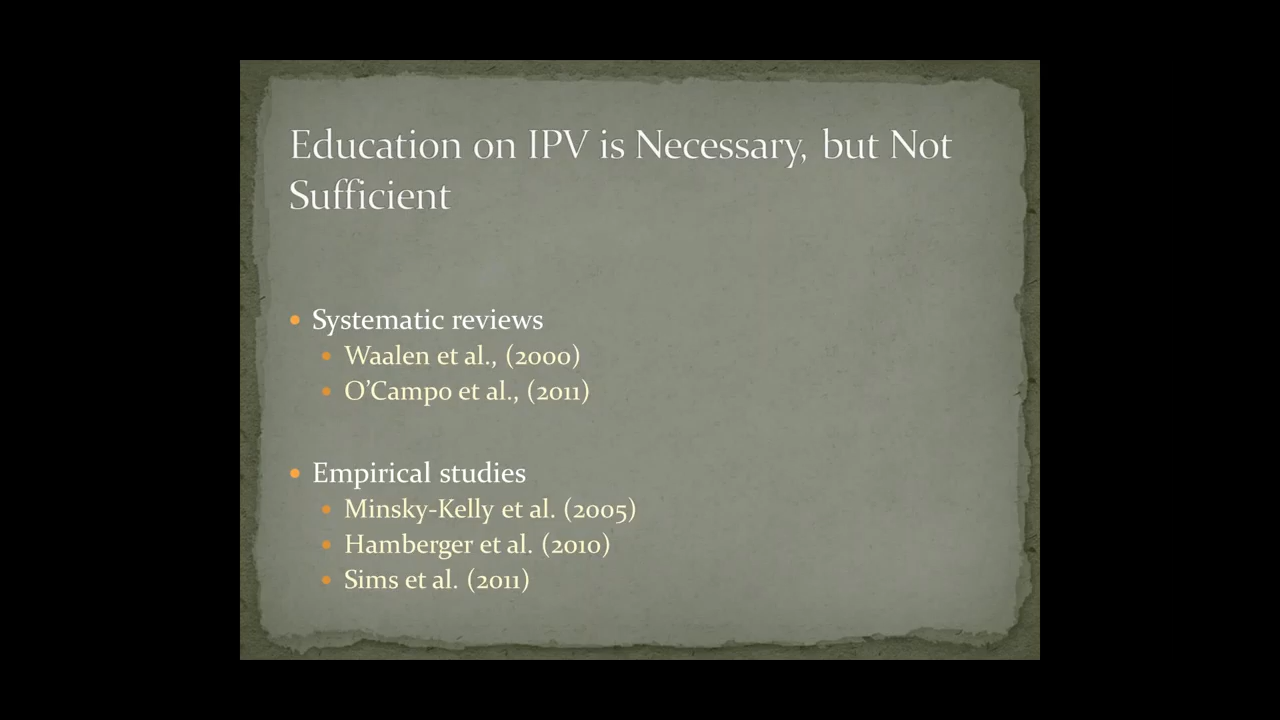 Education on IPV is Necessary, but Not
Sufficient
• Systematic reviews
• Waalen et al., (2000)
• O’Campo et al., (2011)
• Empirical studies
• Minsky-Kelly et al. (2005)
• Hamberger et al. (2010)
• Sims et al. (2011)